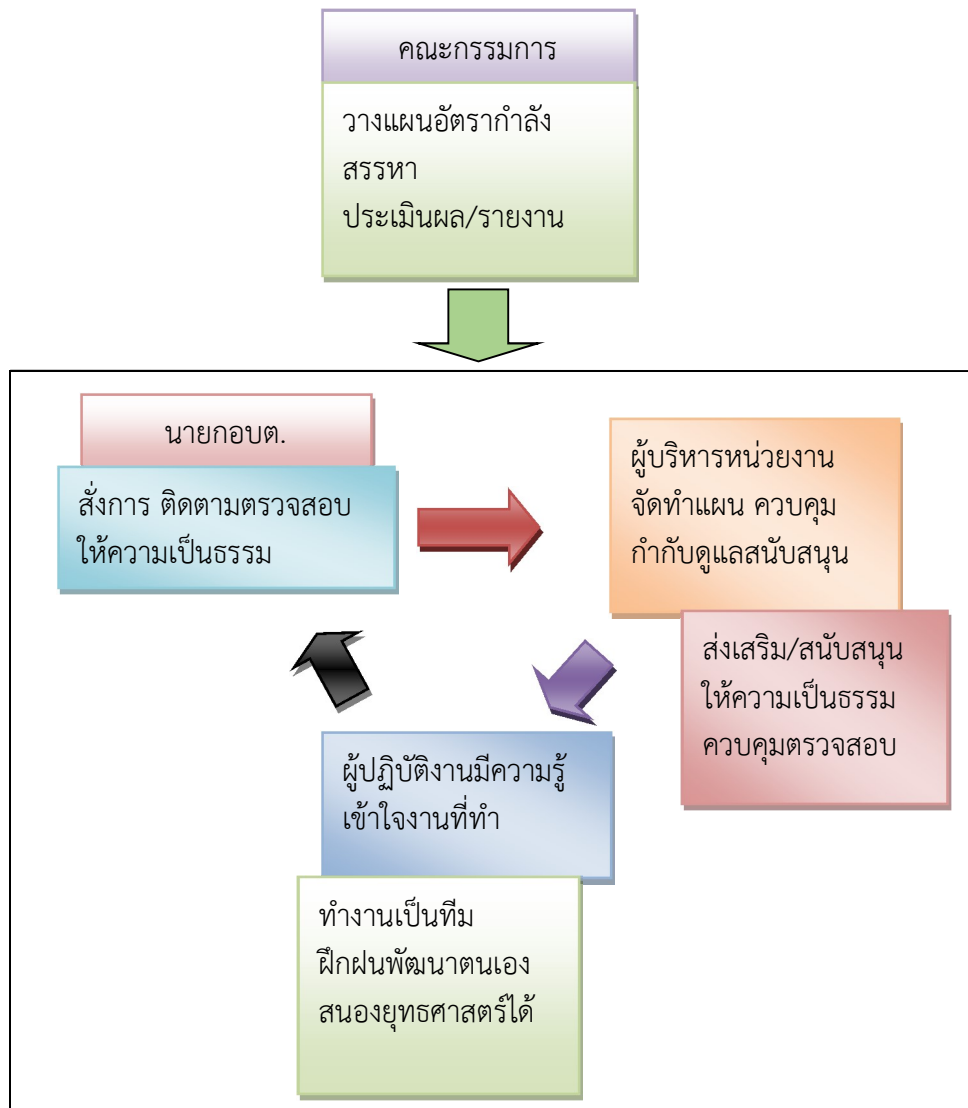 คณะกรรมการ
วางแผนอัตรากำลัง
สรรหา
ประเมินผล/รายงาน
นายกอบต.
สั่งการ ติดตามตรวจสอบ
ให้ความเป็นธรรม
ผู้บริหารหน่วยงาน
จัดทำแผน ควบคุม
กำกับดูแลสนับสนุน
ส่งเสริม/สนับสนุน
ให้ความเป็นธรรม
ควบคุมตรวจสอบ
ผู้ปฏิบัติงานมีความรู้
เข้าใจงานที่ทำ
ทำงานเป็นทีม
ฝึกฝนพัฒนาตนเอง
สนองยุทธศาสตร์ได้